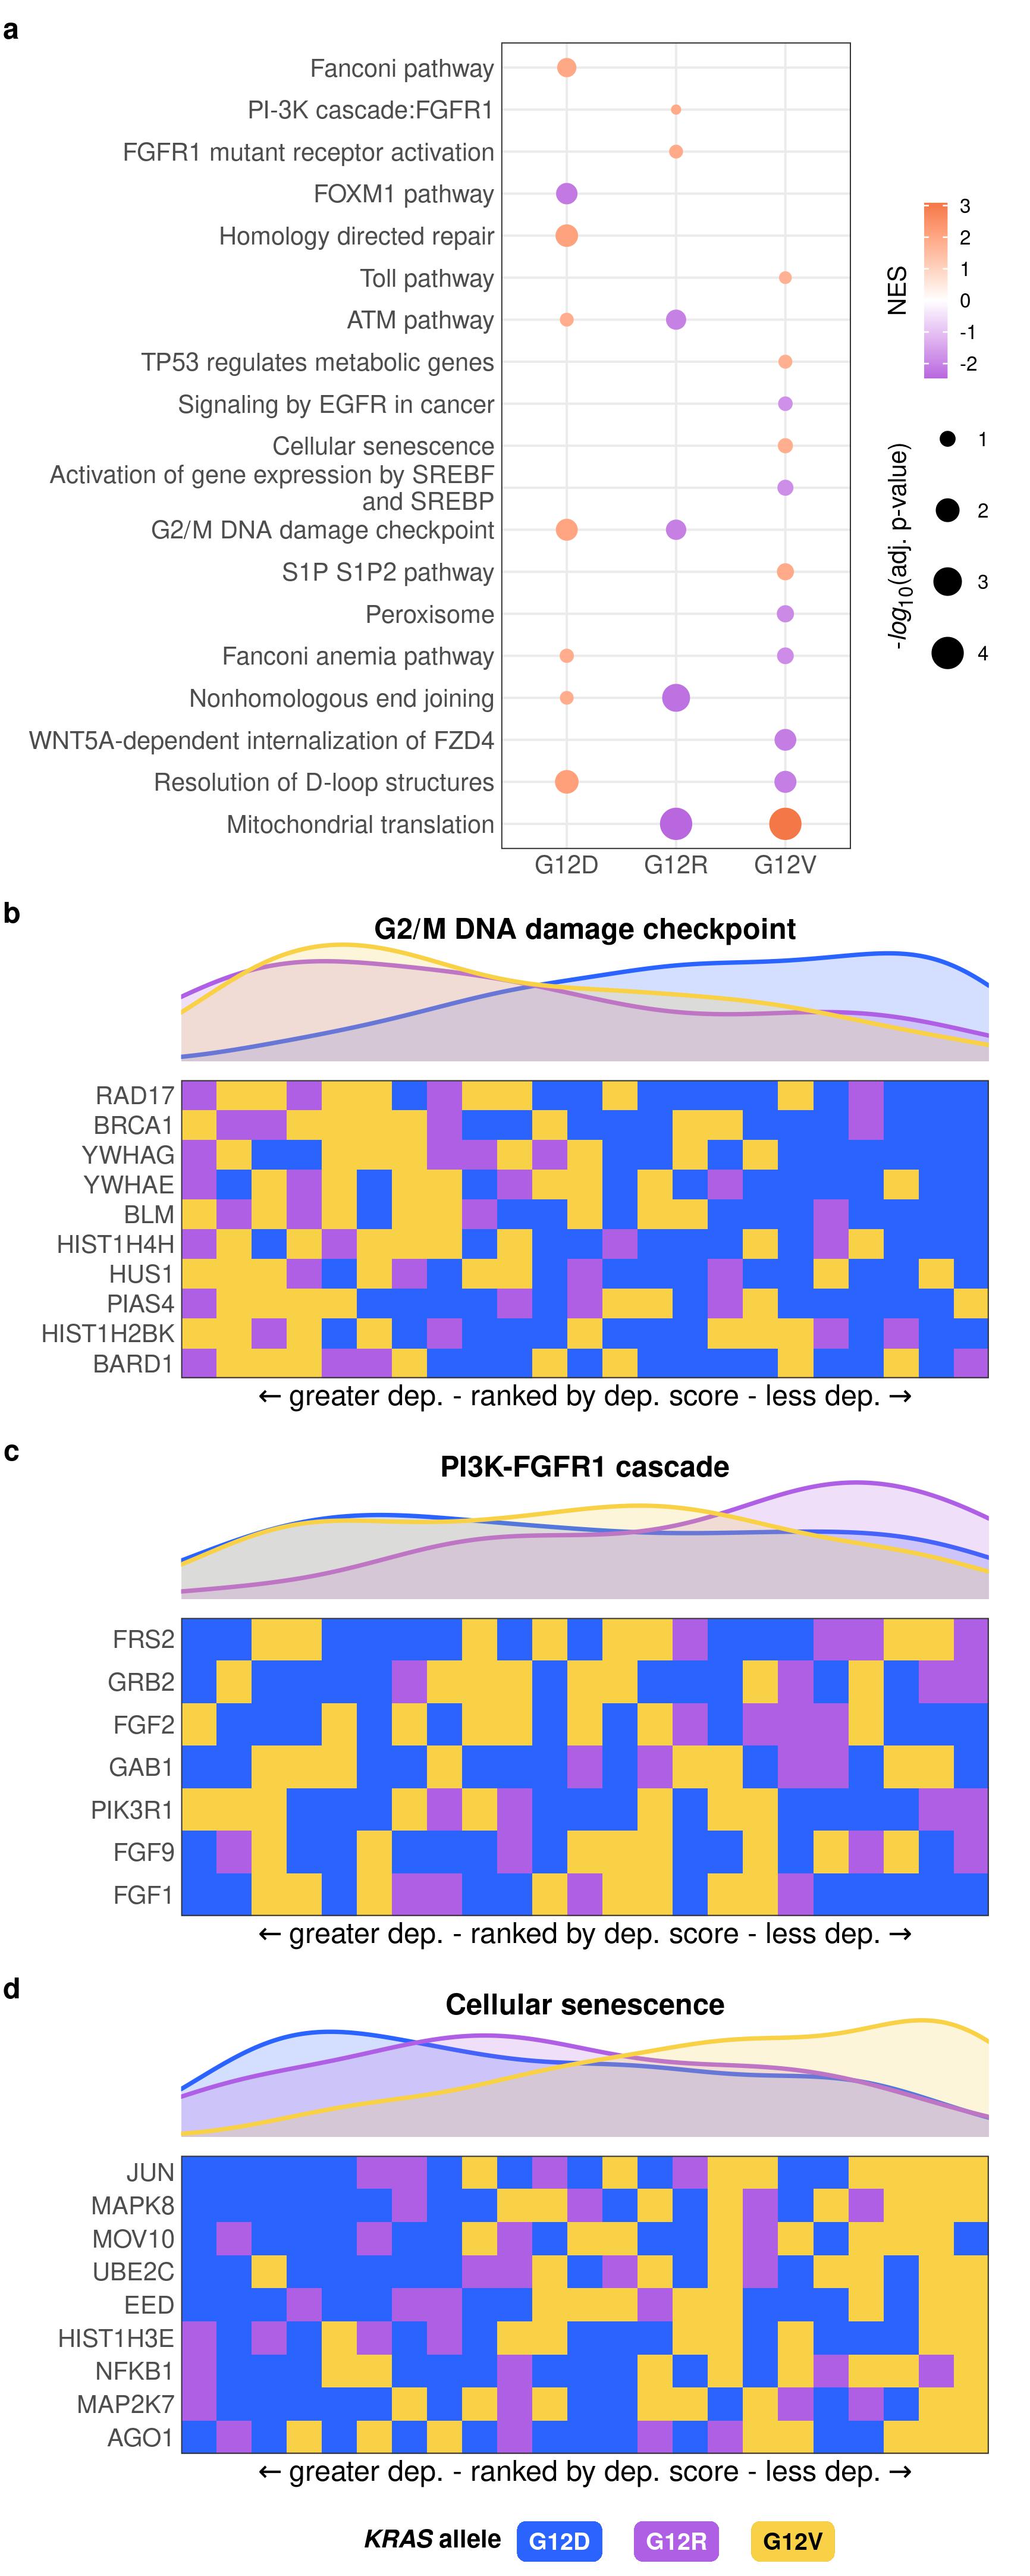 a
Fanconi pathway
PI-3K cascade:FGFR1
FGFR1 mutant receptor activation
FOXM1 pathway
Homology directed repair
Toll pathway
ATM pathway
TP53 regulates metabolic genes
Signaling by EGFR in cancer
Cellular senescence
Activation of gene expression by SREBF
and SREBP
G2/M DNA damage checkpoint
S1P S1P2 pathway
Peroxisome
Fanconi anemia pathway
Nonhomologous end joining
WNT5A-dependent internalization of FZD4
Resolution of D-loop structures
Mitochondrial translation
G12D G12R G12V
NES
3
2
1
0
-1
-2
-log10(adj. p-value)
1
2
3
4
b
G2/M DNA damage checkpoint
RAD17
BRCA1
YWHAG
YWHAE
BLM
HIST1H4H
HUS1
PIAS4
HIST1H2BK
BARD1
← greater dep. - ranked by dep. score - less dep. →
c
PI3K-FGFR1 cascade
FRS2
GRB2
FGF2
GAB1
PIK3R1
FGF9
FGF1
← greater dep. - ranked by dep. score - less dep. →
d
Cellular senescence
JUN
MAPK8
MOV10
UBE2C
EED
HIST1H3E
NFKB1
MAP2K7
AGO1
← greater dep. - ranked by dep. score - less dep. →
KRAS allele G12D G12R G12V